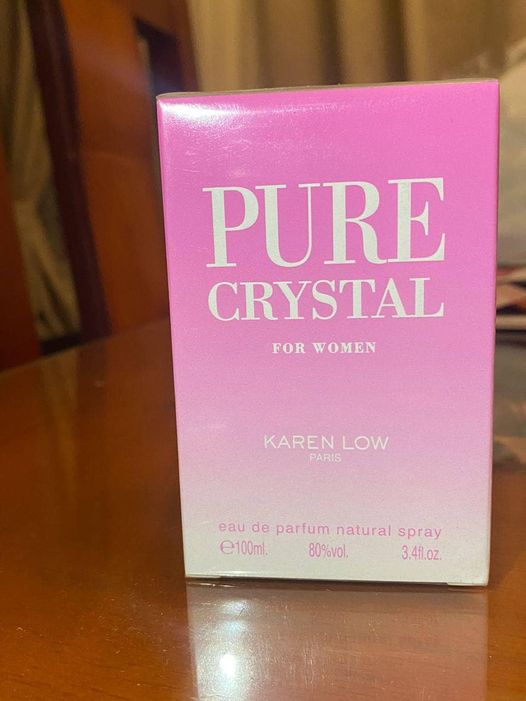 PURE
CRYSTAL
FOR WOMEN
KAREN LOW
PARIS
eau de parfum natural spray
℮100ml. 80%vol. 3.4fl.oz.